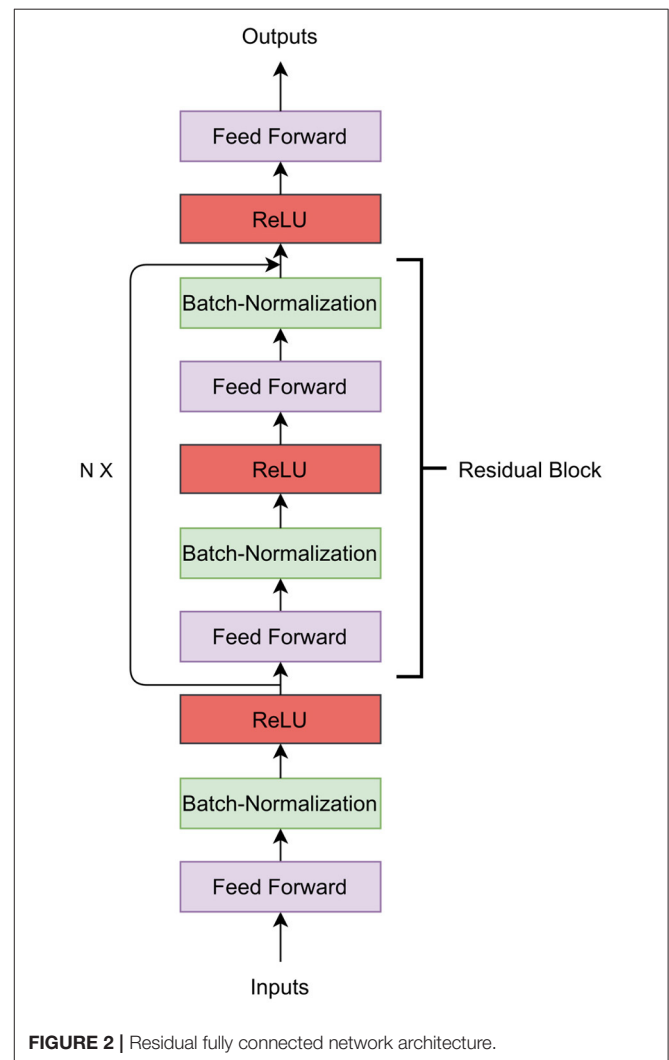 Outputs
Feed Forward
ReLU
Batch-Normalization
Feed Forward
N X
ReLU
Residual Block
Batch-Normalization
Feed Forward
ReLU
Batch-Normalization
Feed Forward
Inputs
FIGURE 2 | Residual fully connected network architecture.